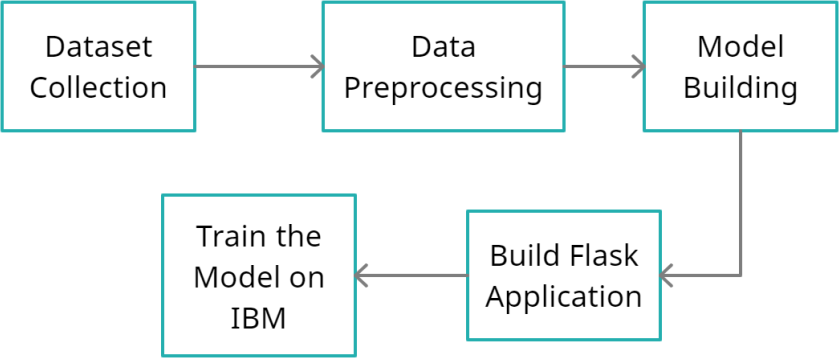 Dataset
Collection
Data
Preprocessing
Model
Building
Build Flask
Application
Train the
Model on
IBM